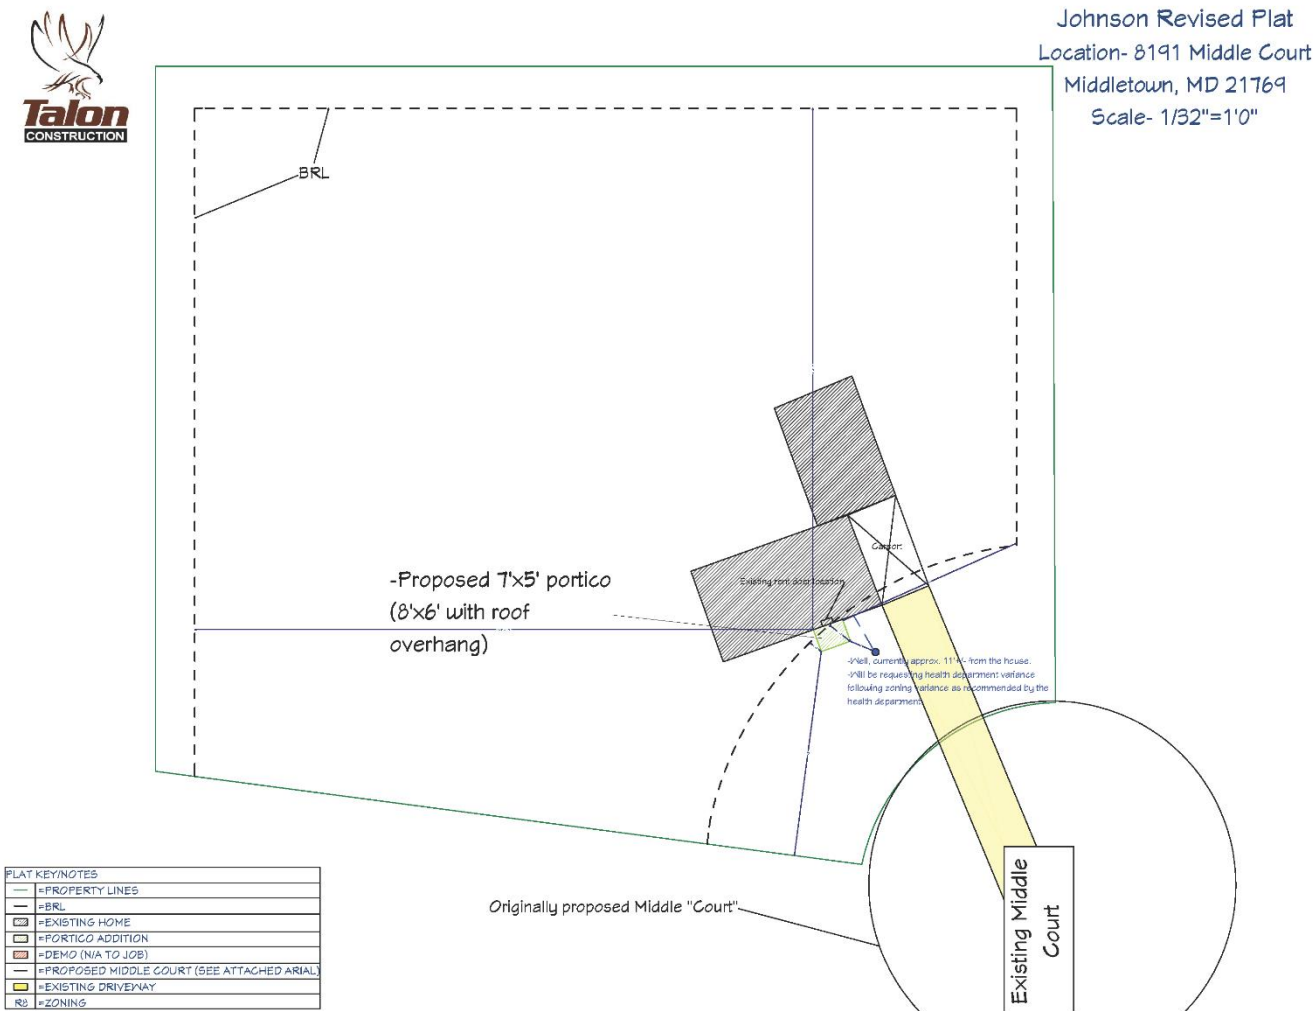 Talon
CONSTRUCTION
Johnson Revised Plat
Location- 8191 Middle Court
Middletown, MD 21769
Scale- 1/32"=1'0"
BRL
Carport
-Proposed 7'x5' portico
(8'x6' with roof
overhang)
Existing front door location
-Well, currently approx. 11'+/- from the house.
-Will be requesting health department variance
following zoning variance as recommended by the
health department.
Originally proposed Middle "Court"
Existing Middle
Court
PLAT KEY/NOTES
=PROPERTY LINES
=BRL
=EXISTING HOME
=PORTICO ADDITION
=DEMO (N/A TO JOB)
=PROPOSED MIDDLE COURT (SEE ATTACHED ARIAL)
=EXISTING DRIVEWAY
R8 =ZONING